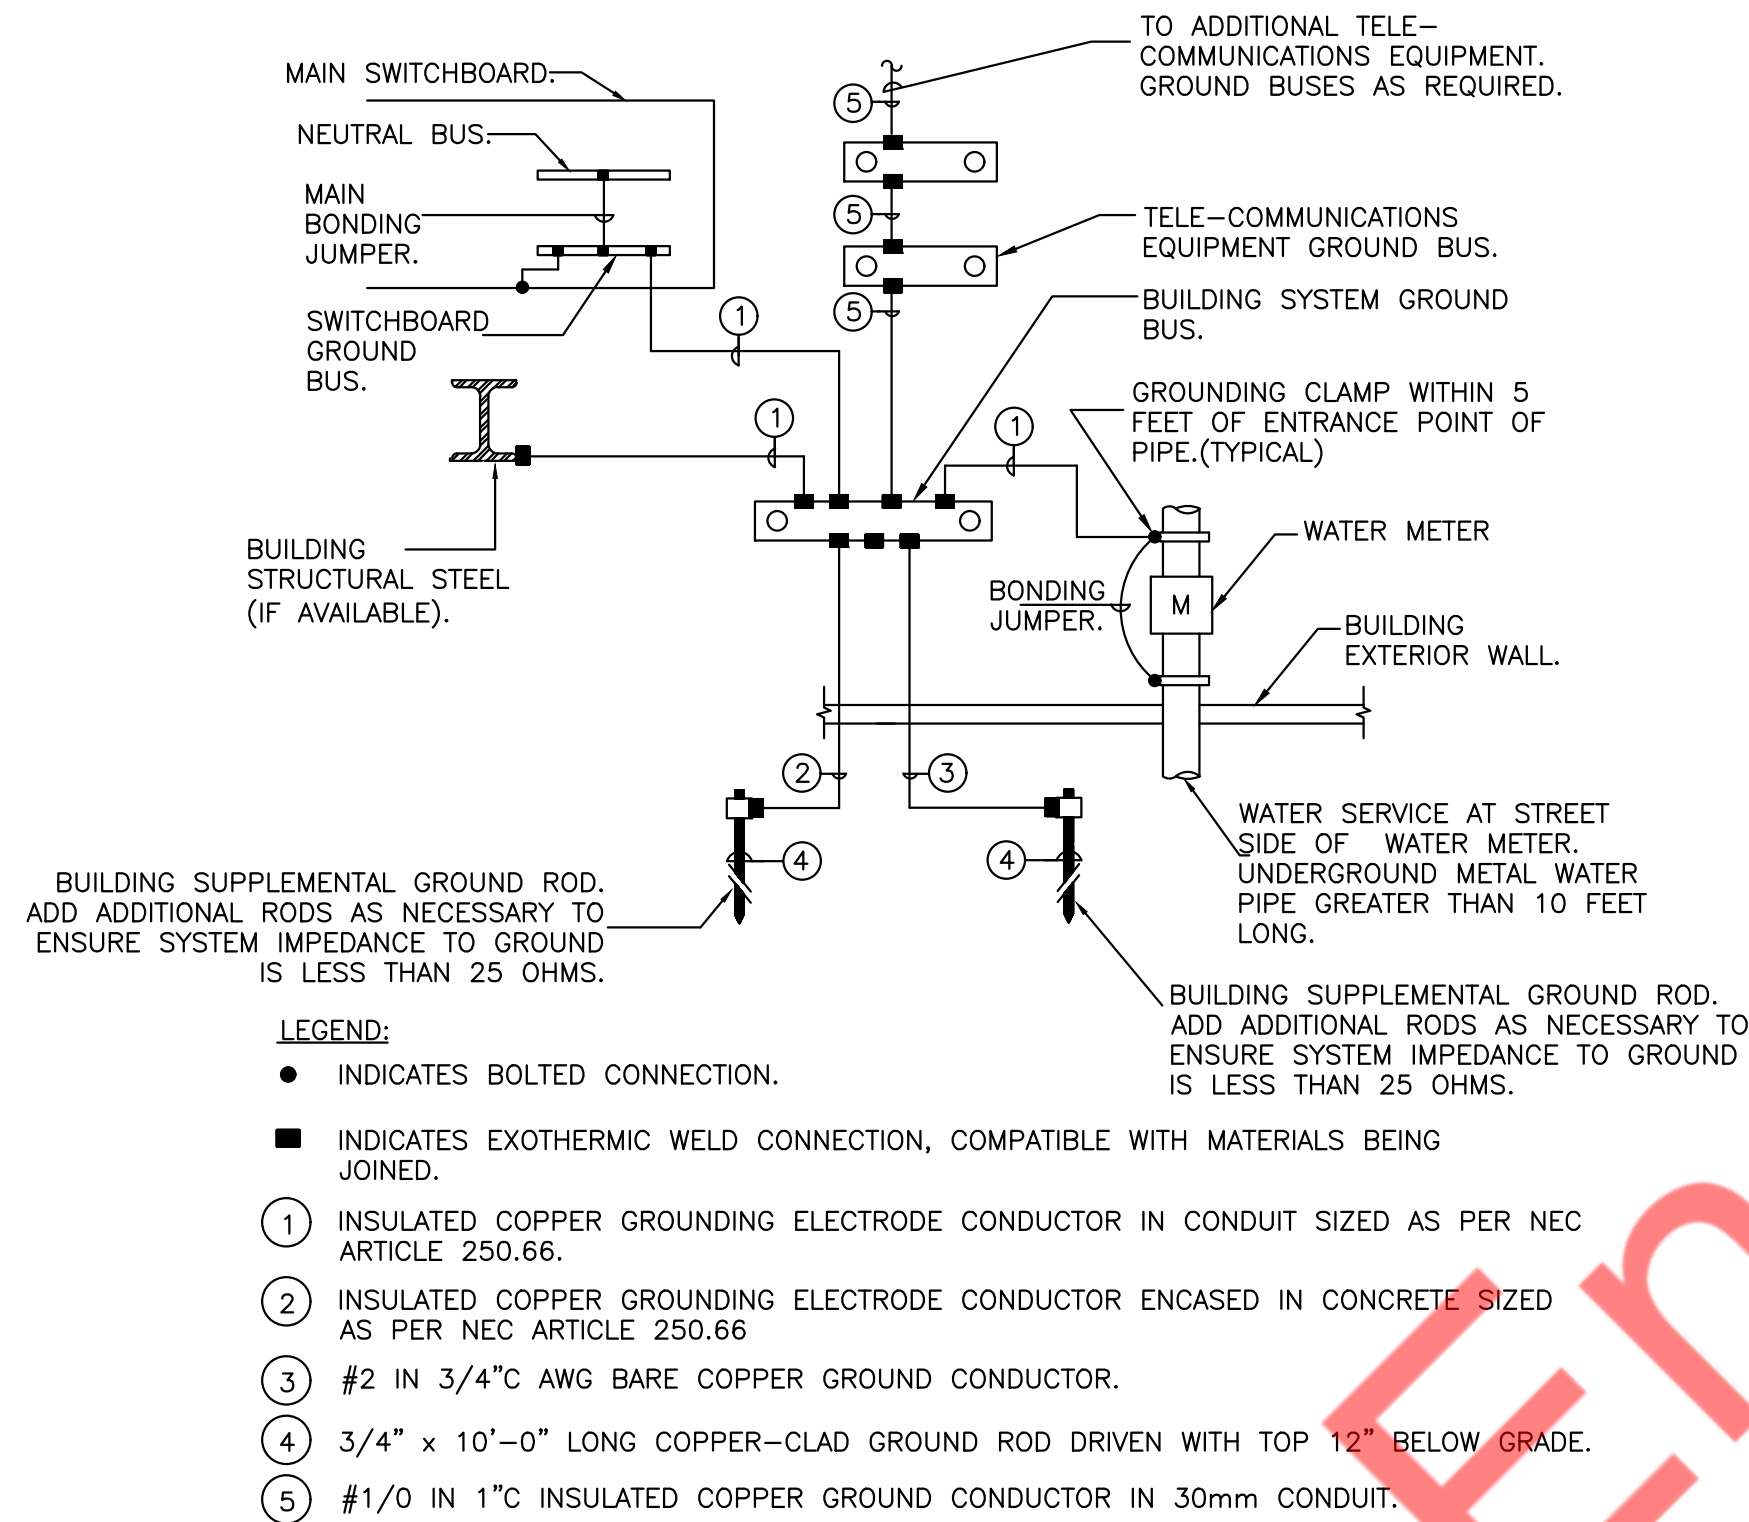 TO ADDITIONAL TELE-
COMMUNICATIONS EQUIPMENT.
GROUND BUSES AS REQUIRED.
MAIN SWITCHBOARD.
5
NEUTRAL BUS.
MAIN
BONDING
JUMPER.
5
TELE-COMMUNICATIONS
EQUIPMENT GROUND BUS.
SWITCHBOARD
GROUND
BUS.
1
5
BUILDING SYSTEM GROUND
BUS.
1
1
GROUNDING CLAMP WITHIN 5
FEET OF ENTRANCE POINT OF
PIPE.(TYPICAL)
BUILDING
STRUCTURAL STEEL
(IF AVAILABLE).
WATER METER
BONDING
JUMPER.
M
BUILDING
EXTERIOR WALL.
2
3
4
4
WATER SERVICE AT STREET
SIDE OF WATER METER.
UNDERGROUND METAL WATER
PIPE GREATER THAN 10 FEET
LONG.
BUILDING SUPPLEMENTAL GROUND ROD.
ADD ADDITIONAL RODS AS NECESSARY TO
ENSURE SYSTEM IMPEDANCE TO GROUND
IS LESS THAN 25 OHMS.
BUILDING SUPPLEMENTAL GROUND ROD.
ADD ADDITIONAL RODS AS NECESSARY TO
ENSURE SYSTEM IMPEDANCE TO GROUND
IS LESS THAN 25 OHMS.
LEGEND:
INDICATES BOLTED CONNECTION.
INDICATES EXOTHERMIC WELD CONNECTION, COMPATIBLE WITH MATERIALS BEING
JOINED.
1 INSULATED COPPER GROUNDING ELECTRODE CONDUCTOR IN CONDUIT SIZED AS PER NEC
ARTICLE 250.66.
2 INSULATED COPPER GROUNDING ELECTRODE CONDUCTOR ENCASED IN CONCRETE SIZED
AS PER NEC ARTICLE 250.66
3 #2 IN 3/4"C AWG BARE COPPER GROUND CONDUCTOR.
4 3/4" x 10'-0" LONG COPPER-CLAD GROUND ROD DRIVEN WITH TOP 12" BELOW GRADE.
5 #1/0 IN 1"C INSULATED COPPER GROUND CONDUCTOR IN 30mm CONDUIT.
En